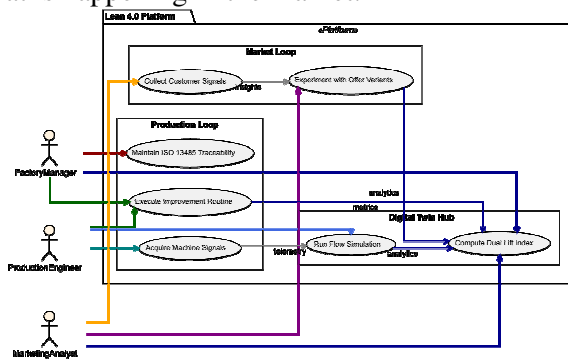 Lean 4.0 Platform
«Platform»
Market Loop
Collect Customer Signals
insights
Experiment with Offer Variants
Production Loop
Maintain ISO 13485 Traceability
FactoryManager
Execute Improvement Routine
analytics
metrics
Digital Twin Hub
ProductionEngineer
Acquire Machine Signals
telemetry
Run Flow Simulation
analytics
Compute Dual Lift Index
MarketingAnalyst